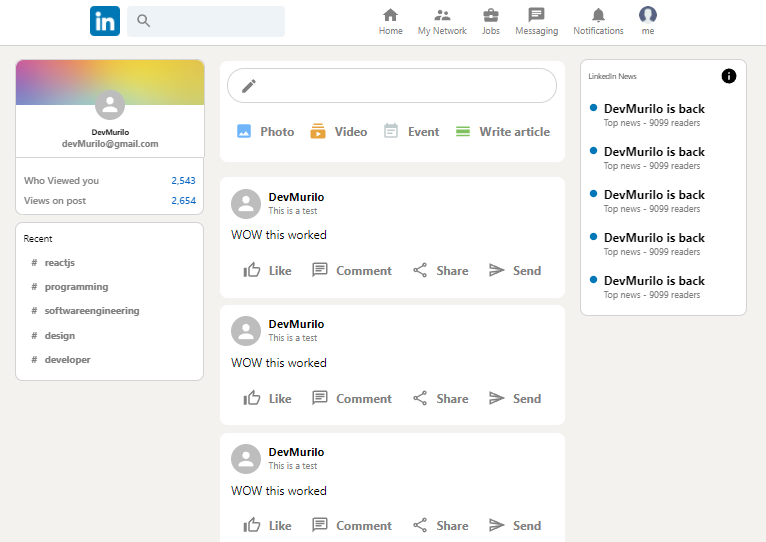 in
Home
My Network
Jobs
Messaging
Notifications
me
DevMurilo
devMurilo@gmail.com
Who Viewed you 2,543
Views on post 2,654
Recent
# reactjs
# programming
# softwareengineering
# design
# developer
Photo
Video
Event
Write article
DevMurilo
This is a test
WOW this worked
Like
Comment
Share
Send
DevMurilo
This is a test
WOW this worked
Like
Comment
Share
Send
DevMurilo
This is a test
WOW this worked
Like
Comment
Share
Send
LinkedIn News
DevMurilo is back
Top news - 9099 readers
DevMurilo is back
Top news - 9099 readers
DevMurilo is back
Top news - 9099 readers
DevMurilo is back
Top news - 9099 readers
DevMurilo is back
Top news - 9099 readers